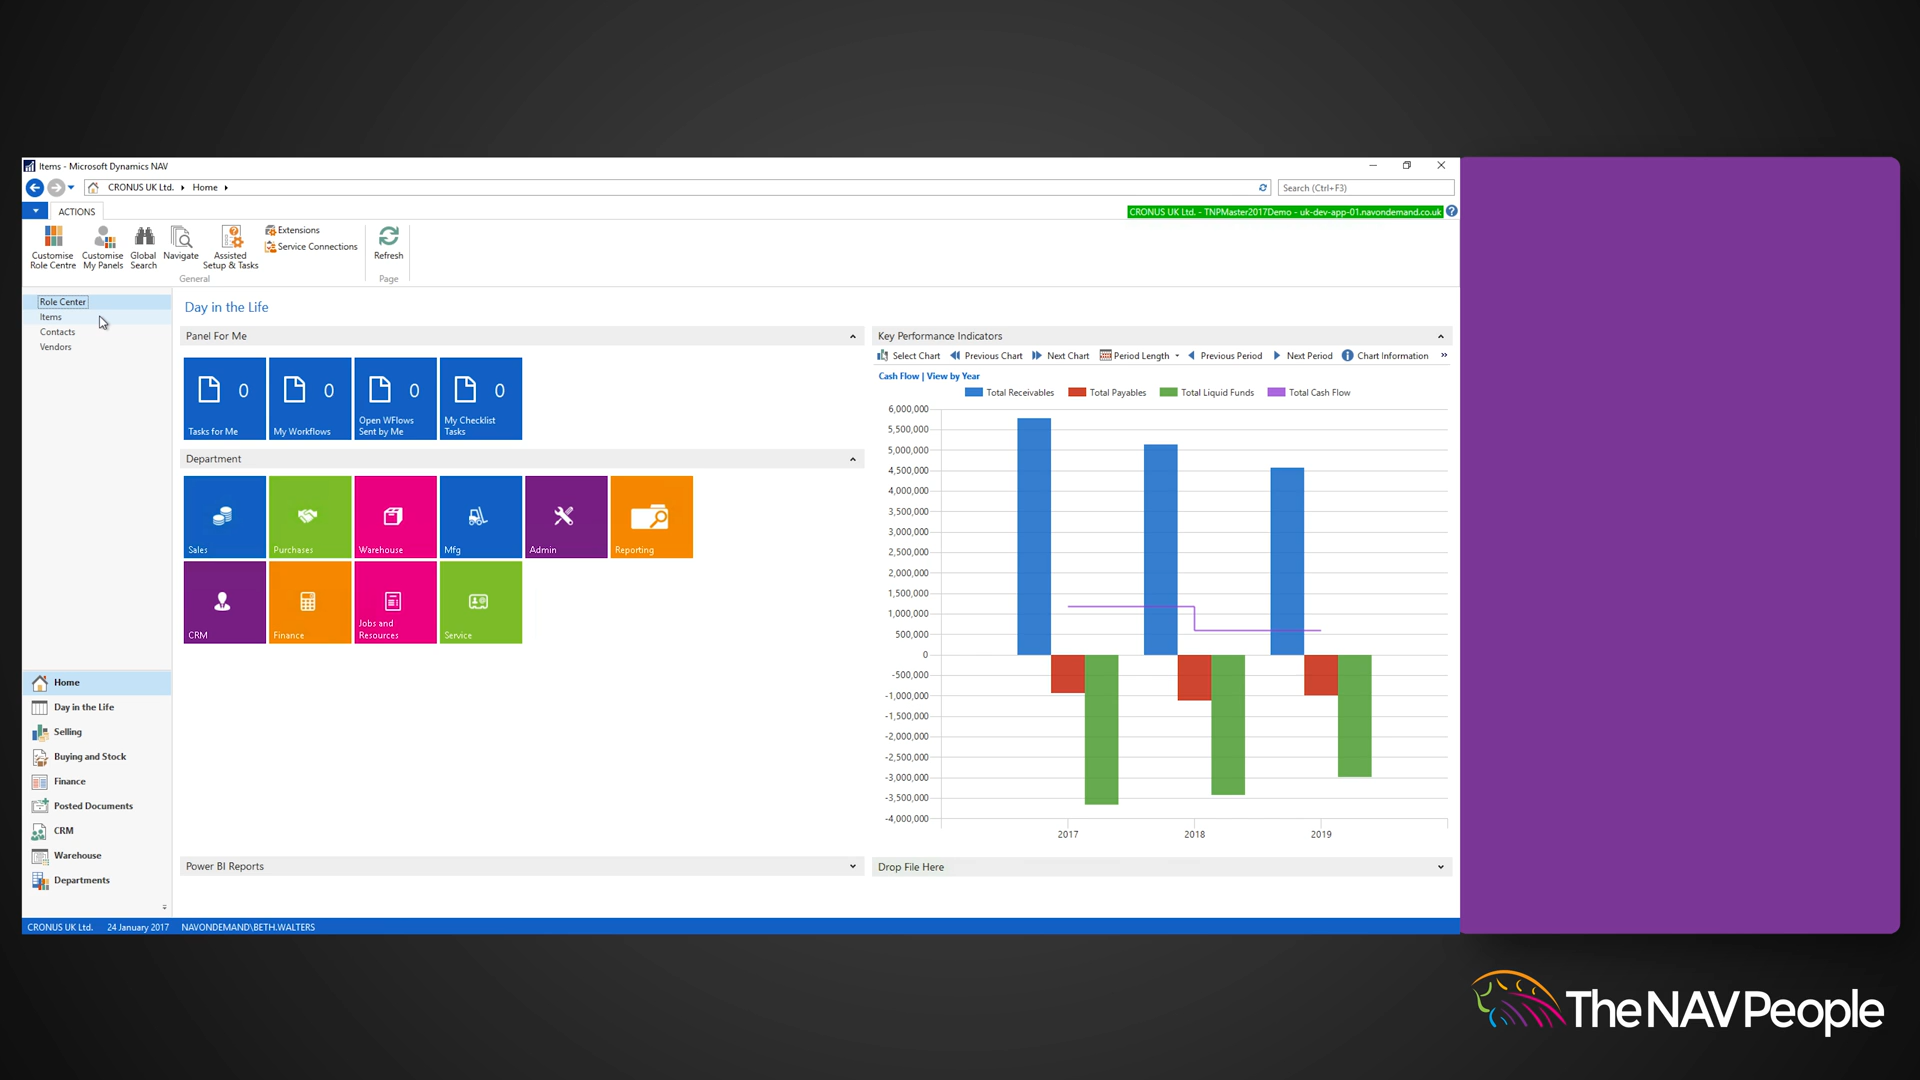 Items - Microsoft Dynamics NAV
CRONUS UK Ltd. Home
Search (Ctrl+F3)
ACTIONS
CRONUS UK Ltd. - TNPMaster2017Demo - uk-dev-app-01.navondemand.co.uk
Customise
Role Centre
Customise
My Panels
Global
Search
Navigate
Assisted
Setup & Tasks
Extensions
Service Connections
General
Refresh
Page
Role Center
Items
Contacts
Vendors
Day in the Life
Panel For Me
0
Tasks for Me
0
My Workflows
0
Open WFlows
Sent by Me
0
My Checklist
Tasks
Department
Sales
Purchases
Warehouse
Mfg
Admin
Reporting
CRM
Finance
Jobs and
Resources
Service
Key Performance Indicators
Select Chart Previous Chart Next Chart Period Length Previous Period Next Period Chart Information
Cash Flow | View by Year
Total Receivables Total Payables Total Liquid Funds Total Cash Flow
6,000,000
5,500,000
5,000,000
4,500,000
4,000,000
3,500,000
3,000,000
2,500,000
2,000,000
1,500,000
1,000,000
500,000
0
-500,000
-1,000,000
-1,500,000
-2,000,000
-2,500,000
-3,000,000
-3,500,000
-4,000,000
2017 2018 2019
Home
Day in the Life
Selling
Buying and Stock
Finance
Posted Documents
CRM
Warehouse
Departments
Power BI Reports
Drop File Here
CRONUS UK Ltd. 24 January 2017 NAVONDEMAND\BETH.WALTERS
TheNAVPeople